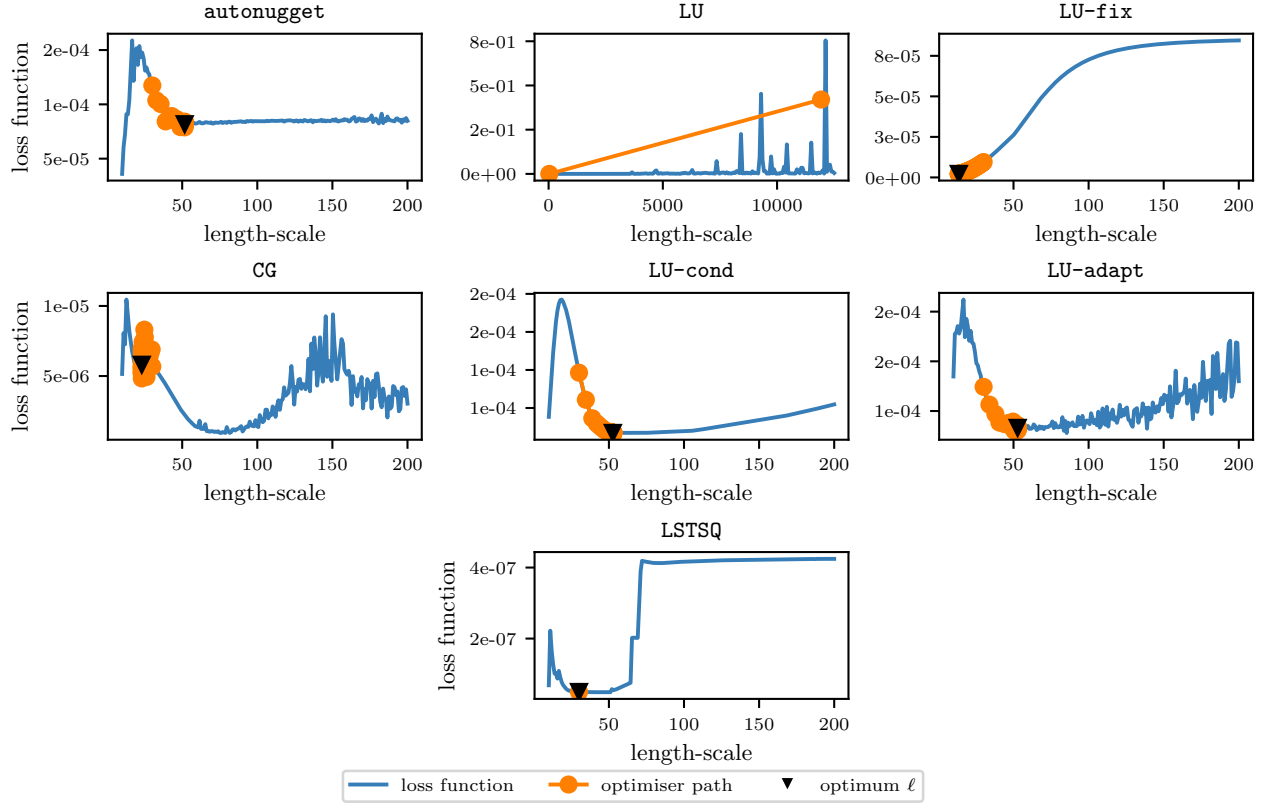 autonugget
LU
LU-fix
loss function
2e-04
1e-04
5e-05
50
100
150
200
length-scale
8e-01
5e-01
2e-01
0e+00
0
5000
10000
length-scale
8e-05
5e-05
3e-05
0e+00
50
100
150
200
length-scale
CG
LU-cond
LU-adapt
loss function
1e-05
5e-06
50
100
150
200
length-scale
2e-04
2e-04
1e-04
1e-04
50
100
150
200
length-scale
2e-04
2e-04
1e-04
50
100
150
200
length-scale
LSTSQ
loss function
4e-07
2e-07
50
100
150
200
length-scale
loss function
optimiser path
optimum ℓ